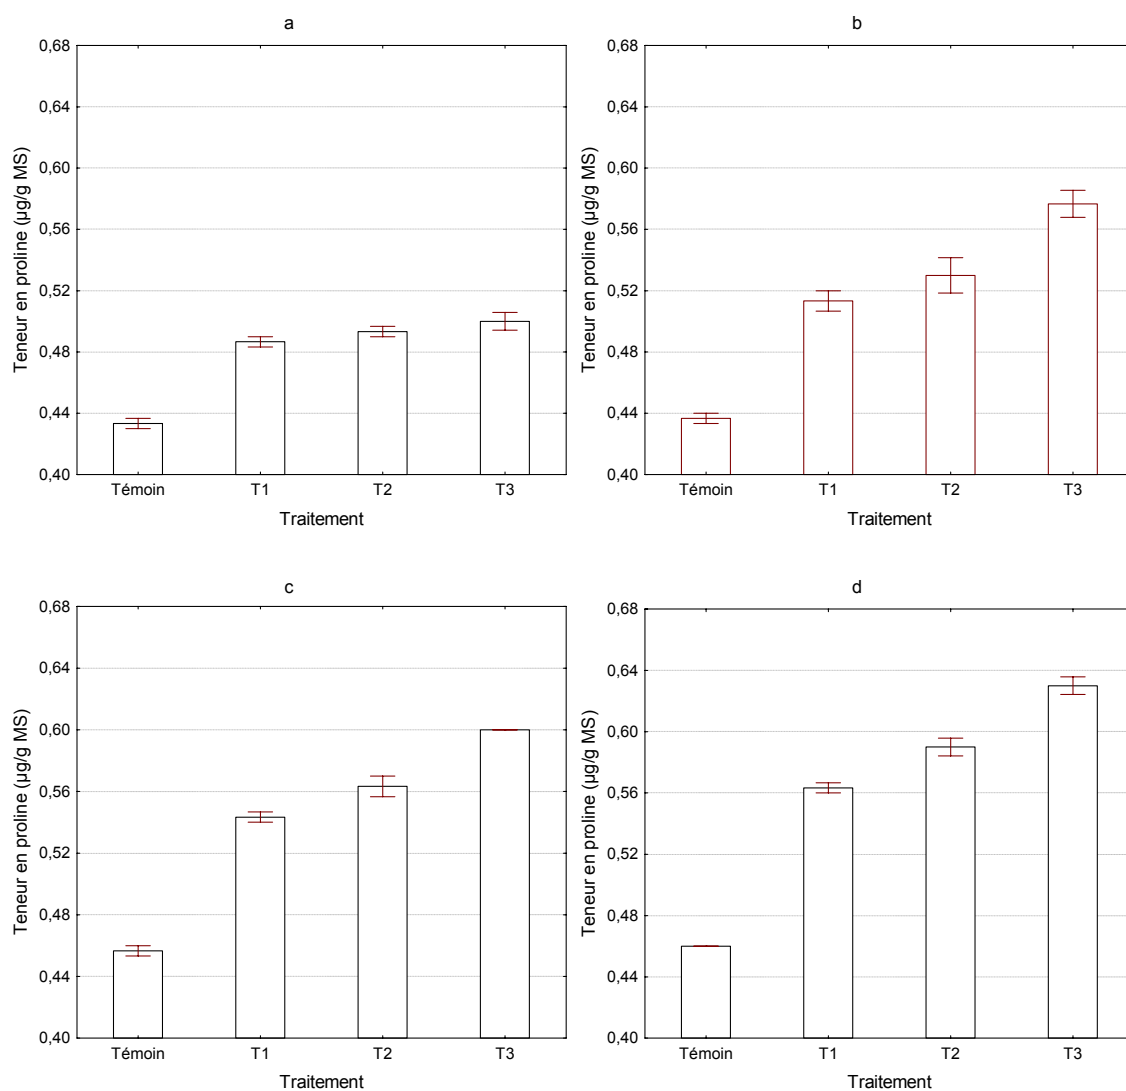 a
0,68
0,64
0,60
0,56
0,52
0,48
0,44
0,40
Teneur en proline (µg/g MS)
Témoin T1 T2 T3
Traitement
b
0,68
0,64
0,60
0,56
0,52
0,48
0,44
0,40
Teneur en proline (µg/g MS)
Témoin T1 T2 T3
Traitement
c
0,68
0,64
0,60
0,56
0,52
0,48
0,44
0,40
Teneur en proline (µg/g MS)
Témoin T1 T2 T3
Traitement
d
0,68
0,64
0,60
0,56
0,52
0,48
0,44
0,40
Teneur en proline (µg/g MS)
Témoin T1 T2 T3
Traitement